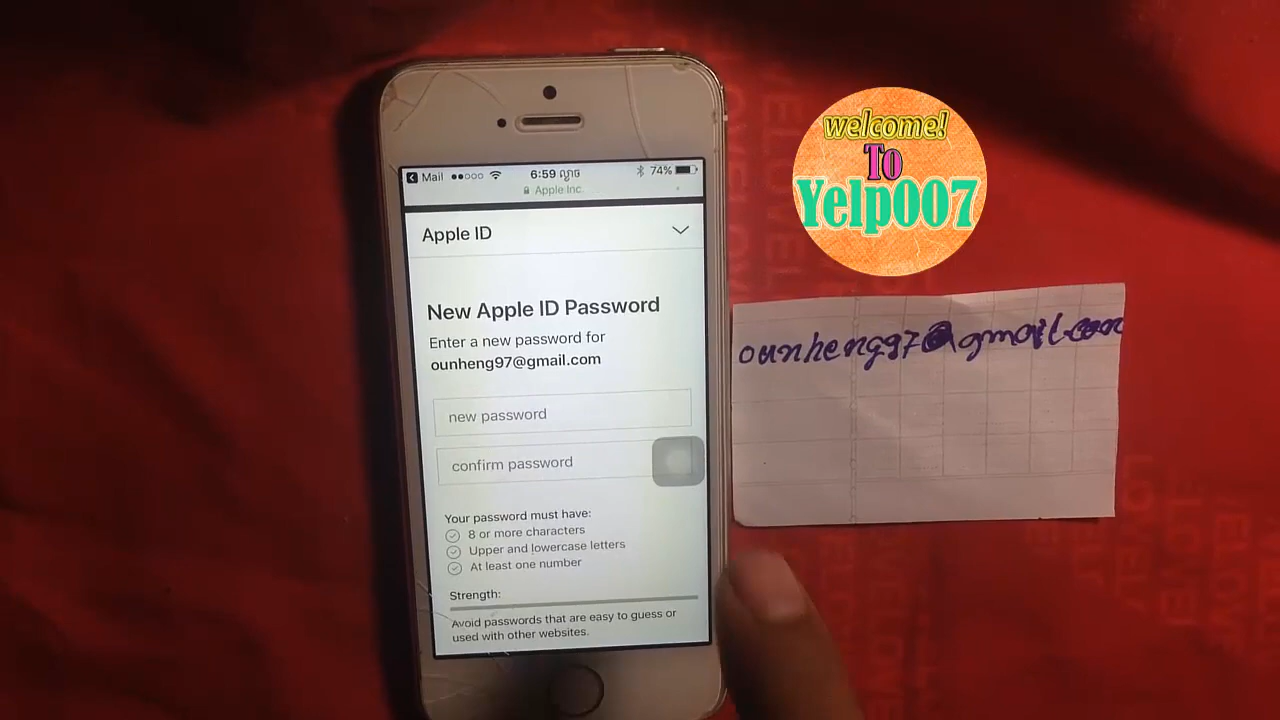 Mail
6:59 ល្ងាច
74%
Apple Inc.
Apple ID
New Apple ID Password
Enter a new password for
ounheng97@gmail.com
new password
confirm password
Your password must have:
8 or more characters
Upper and lowercase letters
At least one number
Strength:
Avoid passwords that are easy to guess or
used with other websites.
welcome!
To
Yelp007
ounheng97@gmail.com